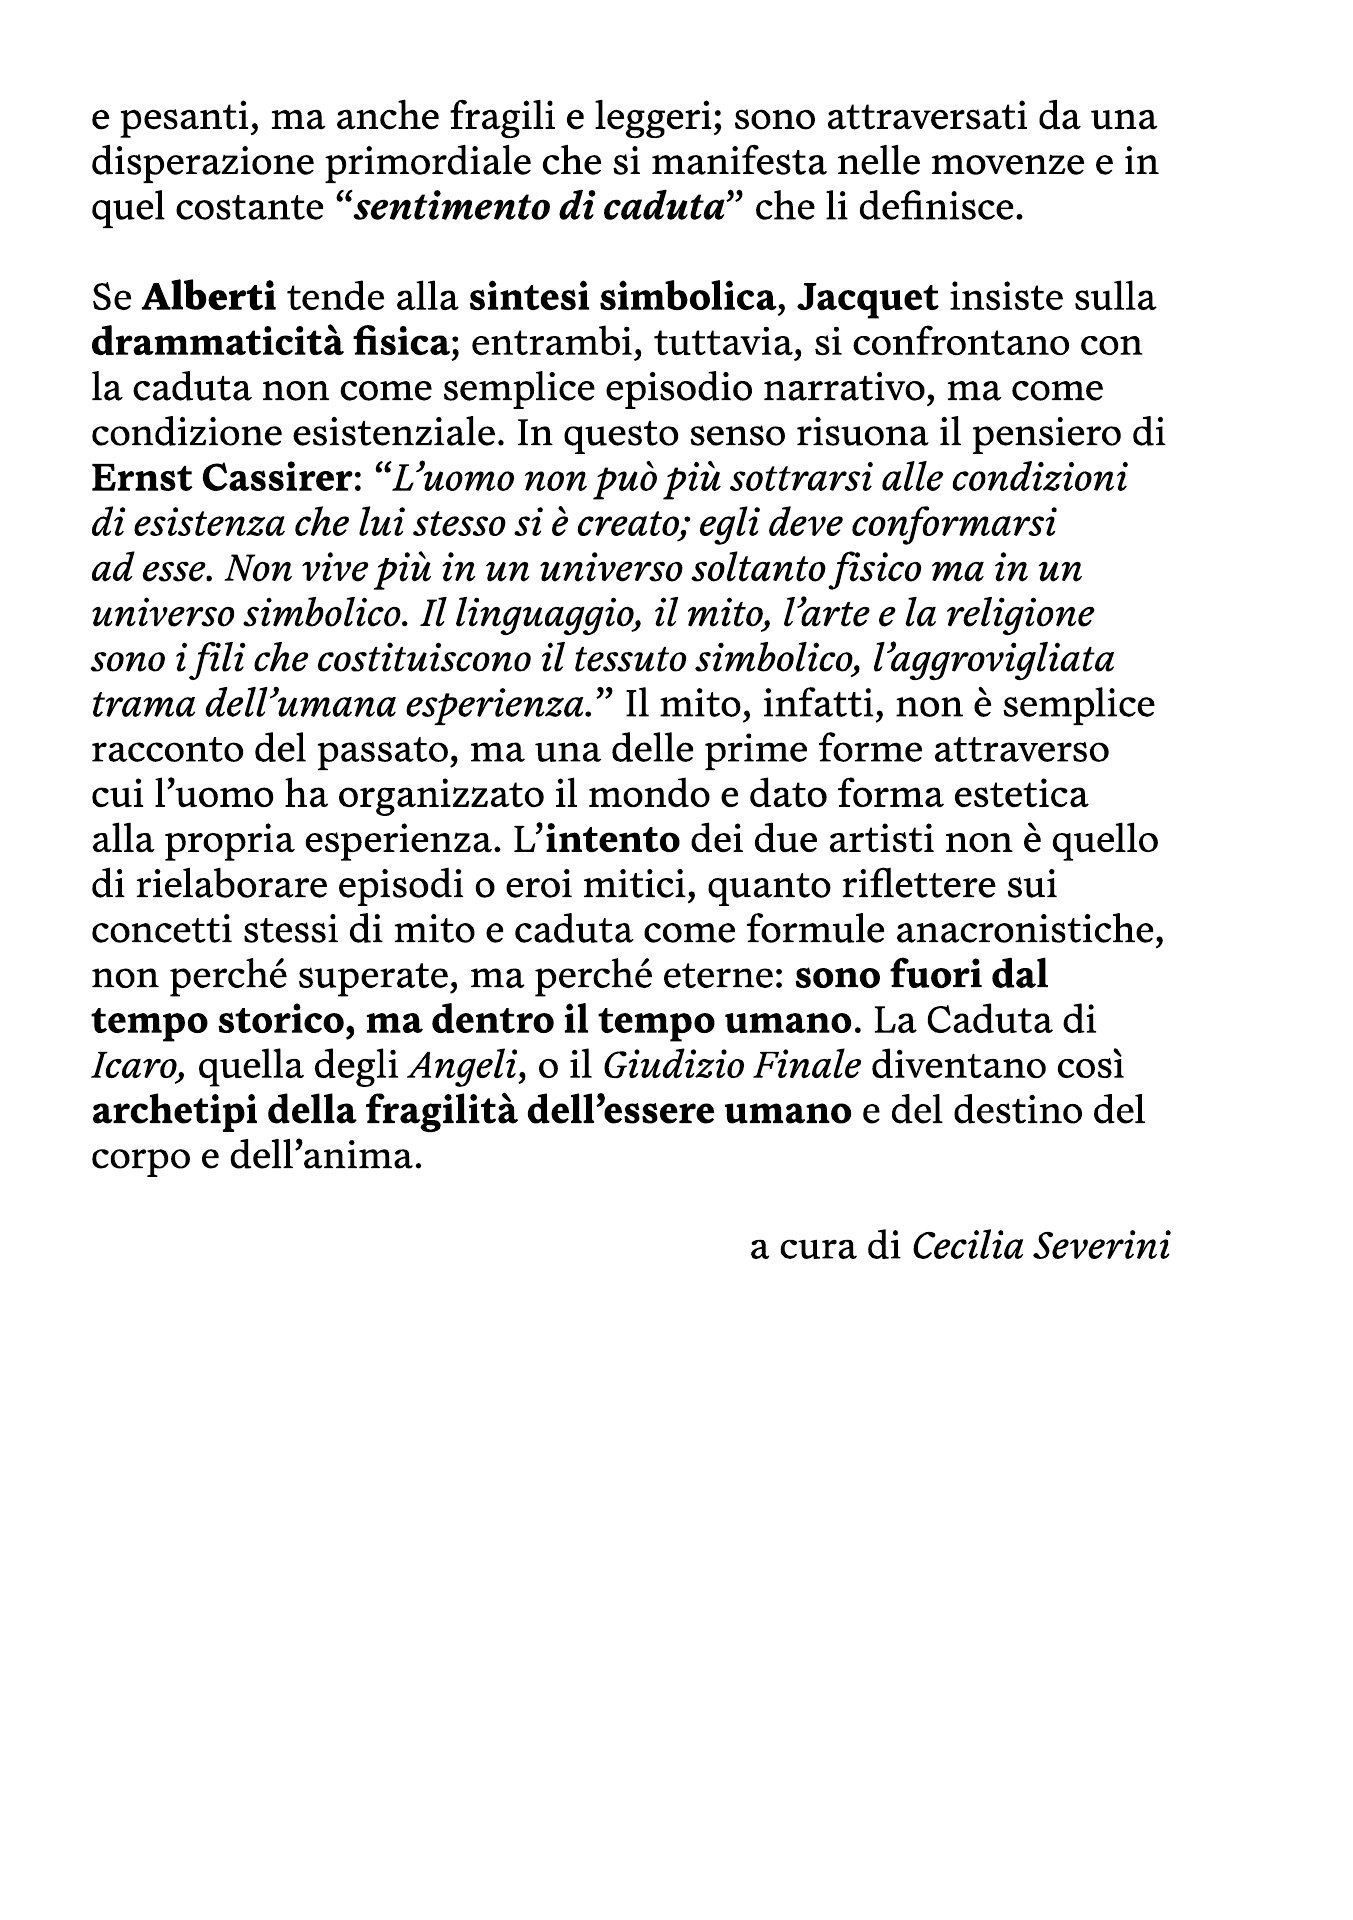 e pesanti, ma anche fragili e leggeri; sono attraversati da una
disperazione primordiale che si manifesta nelle movenze e in
quel costante “sentimento di caduta” che li definisce.
Se Alberti tende alla sintesi simbolica, Jacquet insiste sulla
drammaticità fisica; entrambi, tuttavia, si confrontano con
la caduta non come semplice episodio narrativo, ma come
condizione esistenziale. In questo senso risuona il pensiero di
Ernst Cassirer: “L’uomo non può più sottrarsi alle condizioni
di esistenza che lui stesso si è creato; egli deve conformarsi
ad esse. Non vive più in un universo soltanto fisico ma in un
universo simbolico. Il linguaggio, il mito, l’arte e la religione
sono i fili che costituiscono il tessuto simbolico, l’aggrovigliata
trama dell’umana esperienza.” Il mito, infatti, non è semplice
racconto del passato, ma una delle prime forme attraverso
cui l’uomo ha organizzato il mondo e dato forma estetica
alla propria esperienza. L’intento dei due artisti non è quello
di rielaborare episodi o eroi mitici, quanto riflettere sui
concetti stessi di mito e caduta come formule anacronistiche,
non perché superate, ma perché eterne: sono fuori dal
tempo storico, ma dentro il tempo umano. La Caduta di
Icaro, quella degli Angeli, o il Giudizio Finale diventano così
archetipi della fragilità dell’essere umano e del destino del
corpo e dell’anima.
a cura di Cecilia Severini